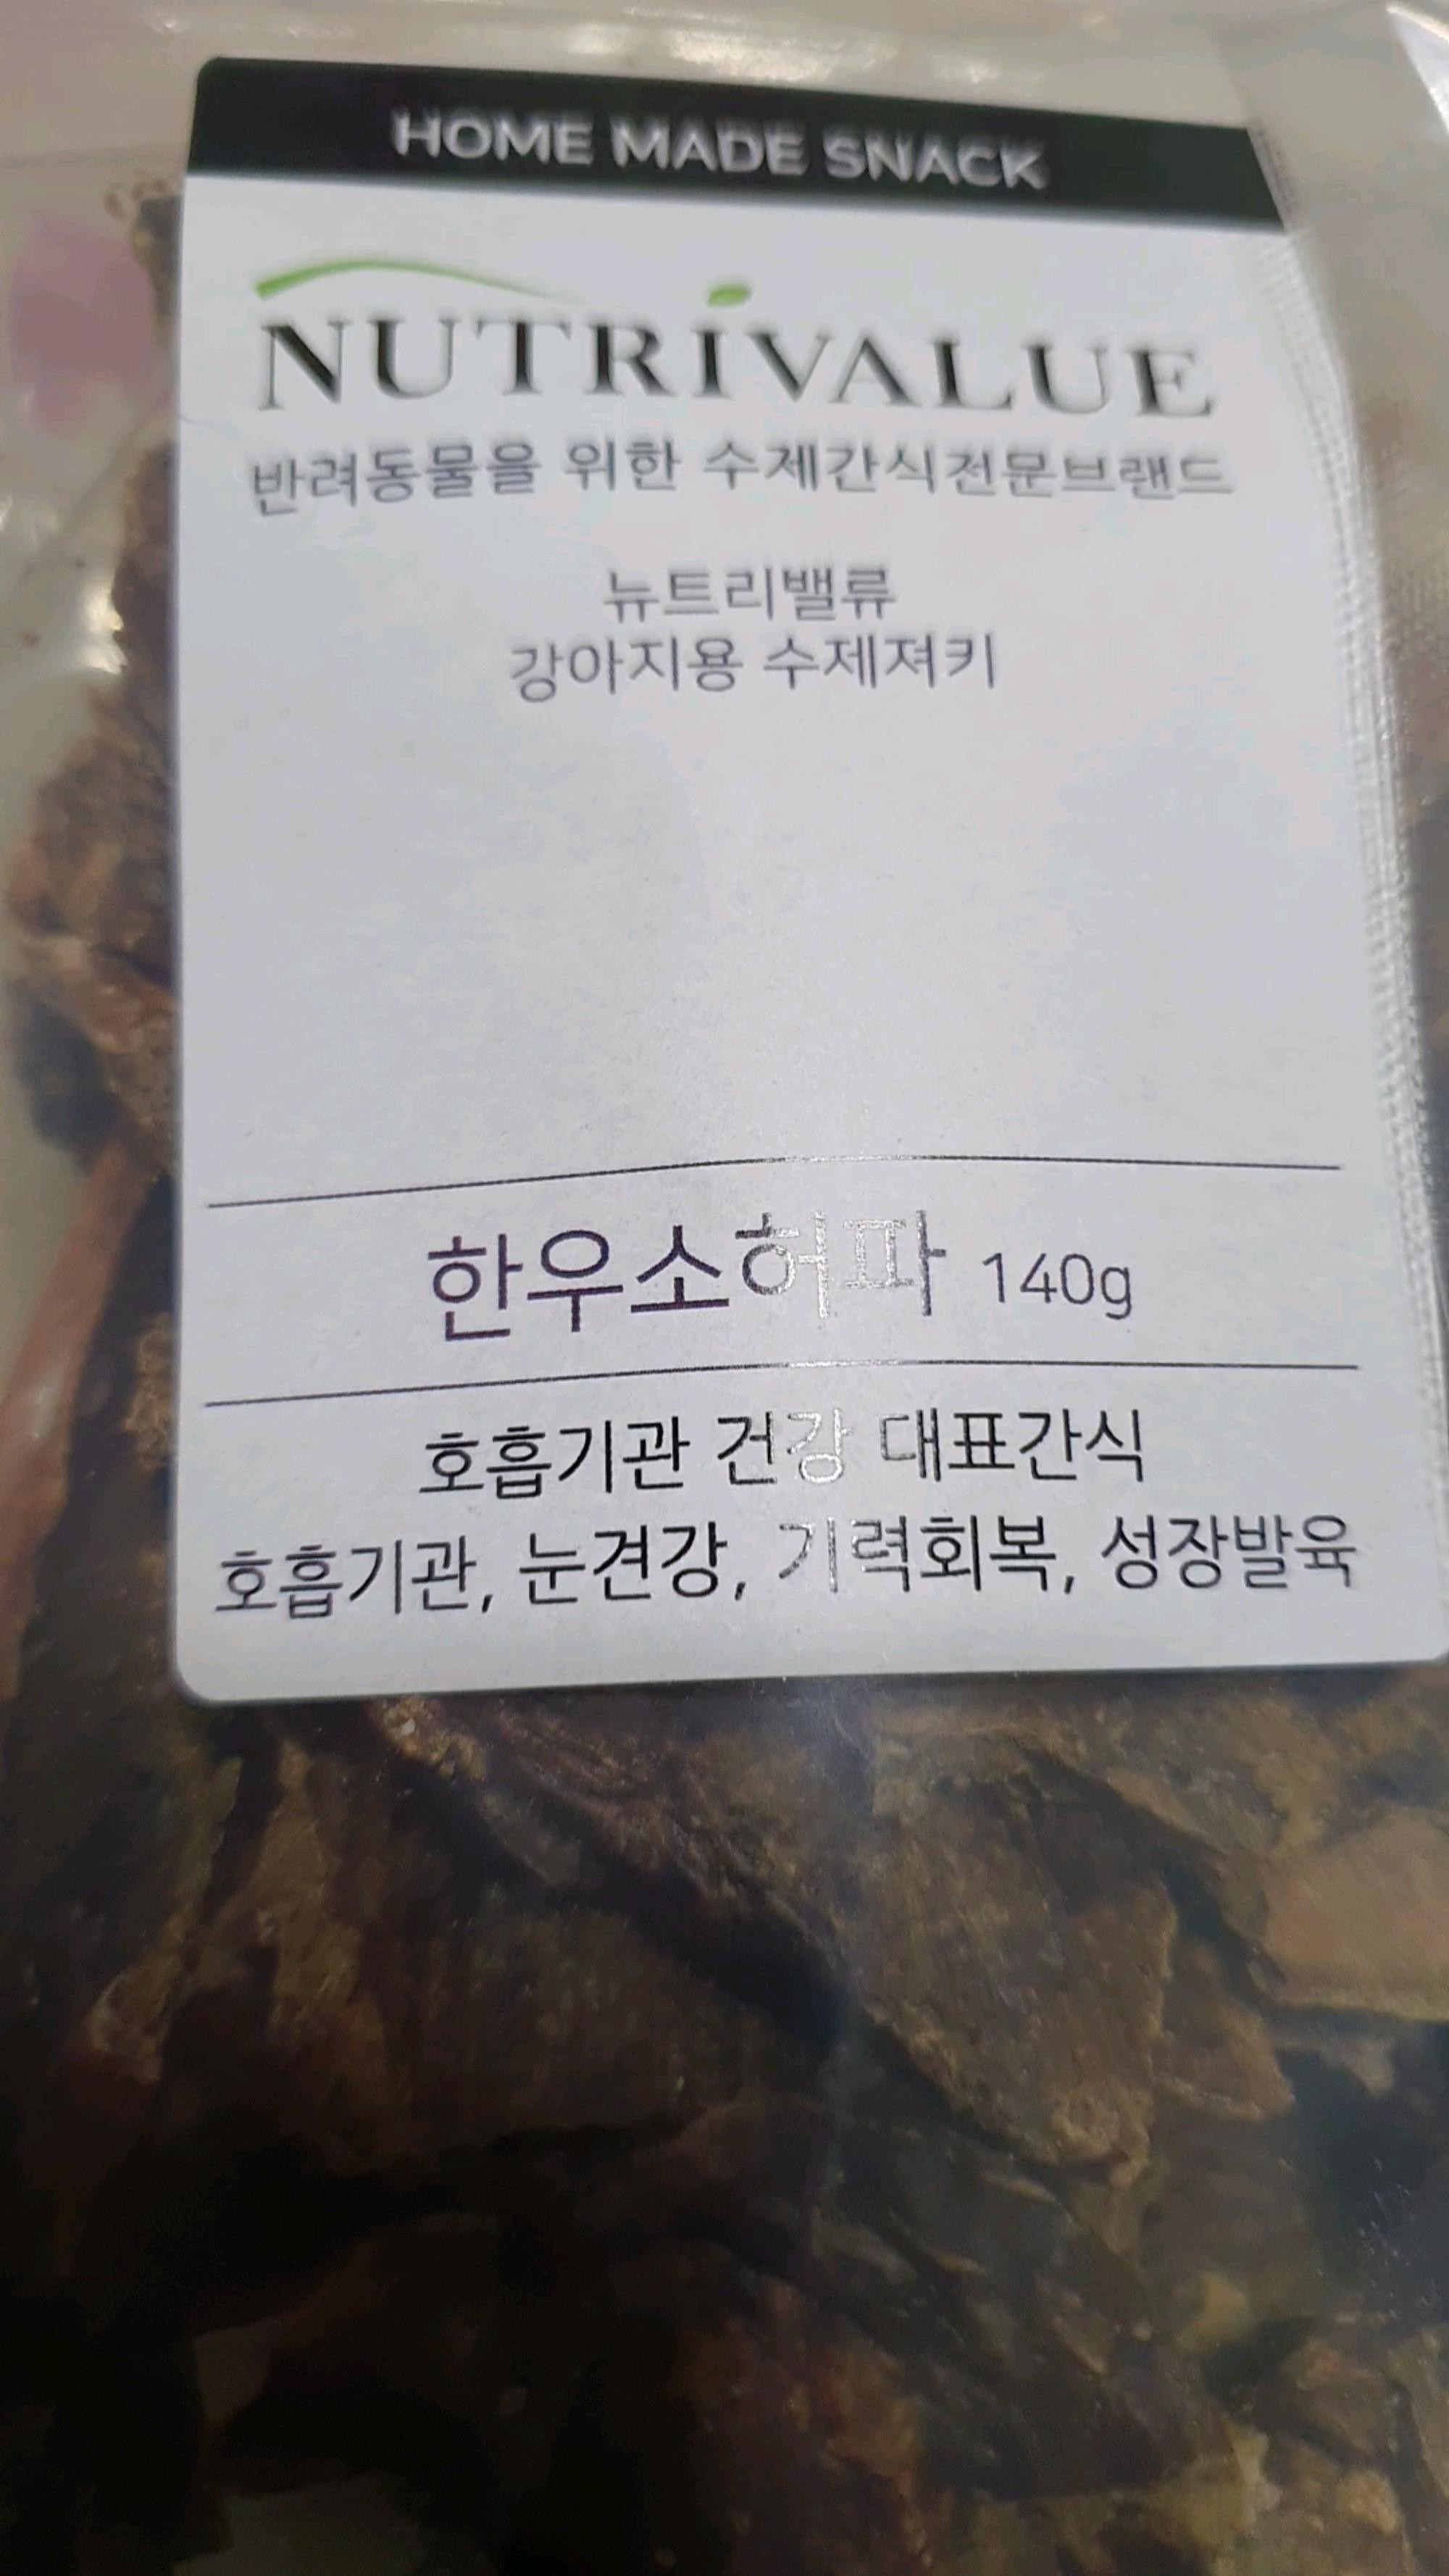 HOME MADE SNACK
NUTRIVALUE
반려동물을 위한 수제간식전문브랜드
뉴트리밸류
강아지용 수제져키
한우소허파 140g
호흡기관 건강 대표간식
호흡기관, 눈견강, 기력회복, 성장발육